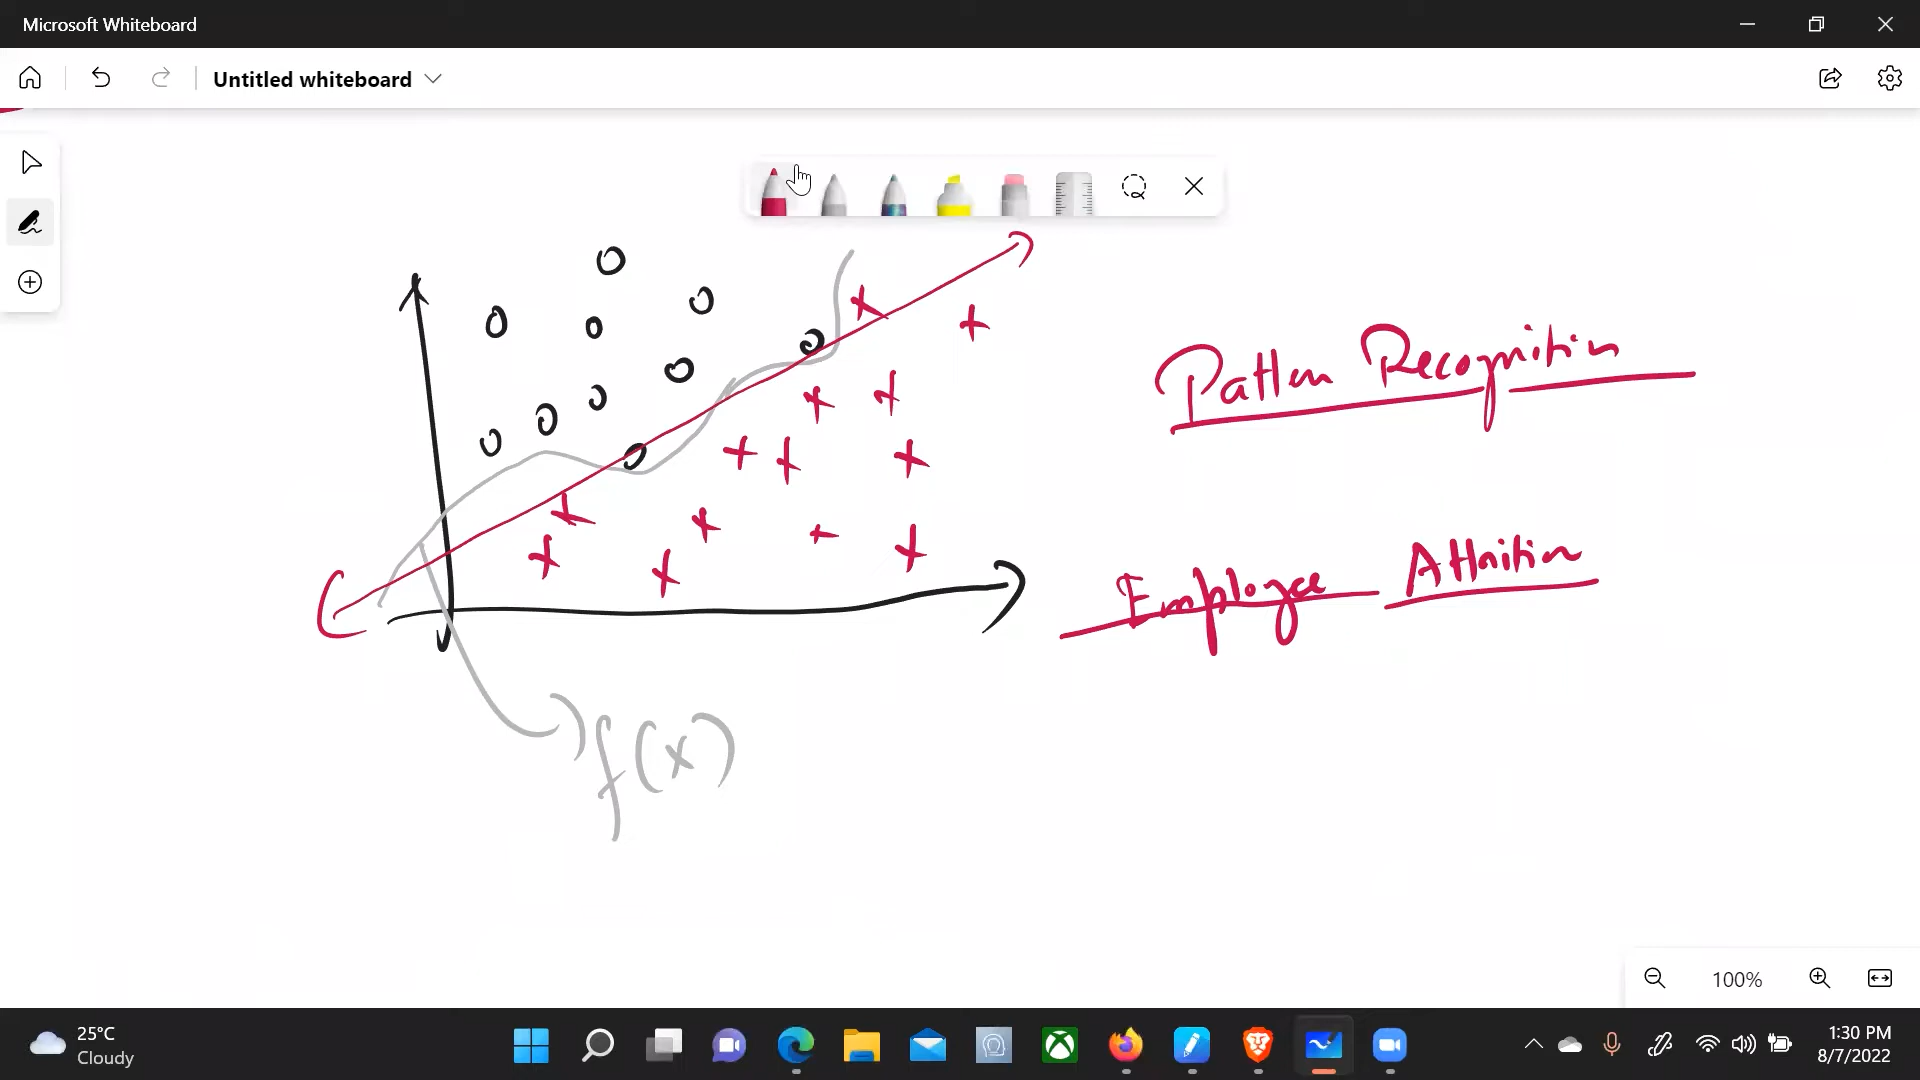 Microsoft Whiteboard
Untitled whiteboard
Pattern Recognition
Employee Attrition
f(x)
100%
25°C
Cloudy
1:30 PM
8/7/2022